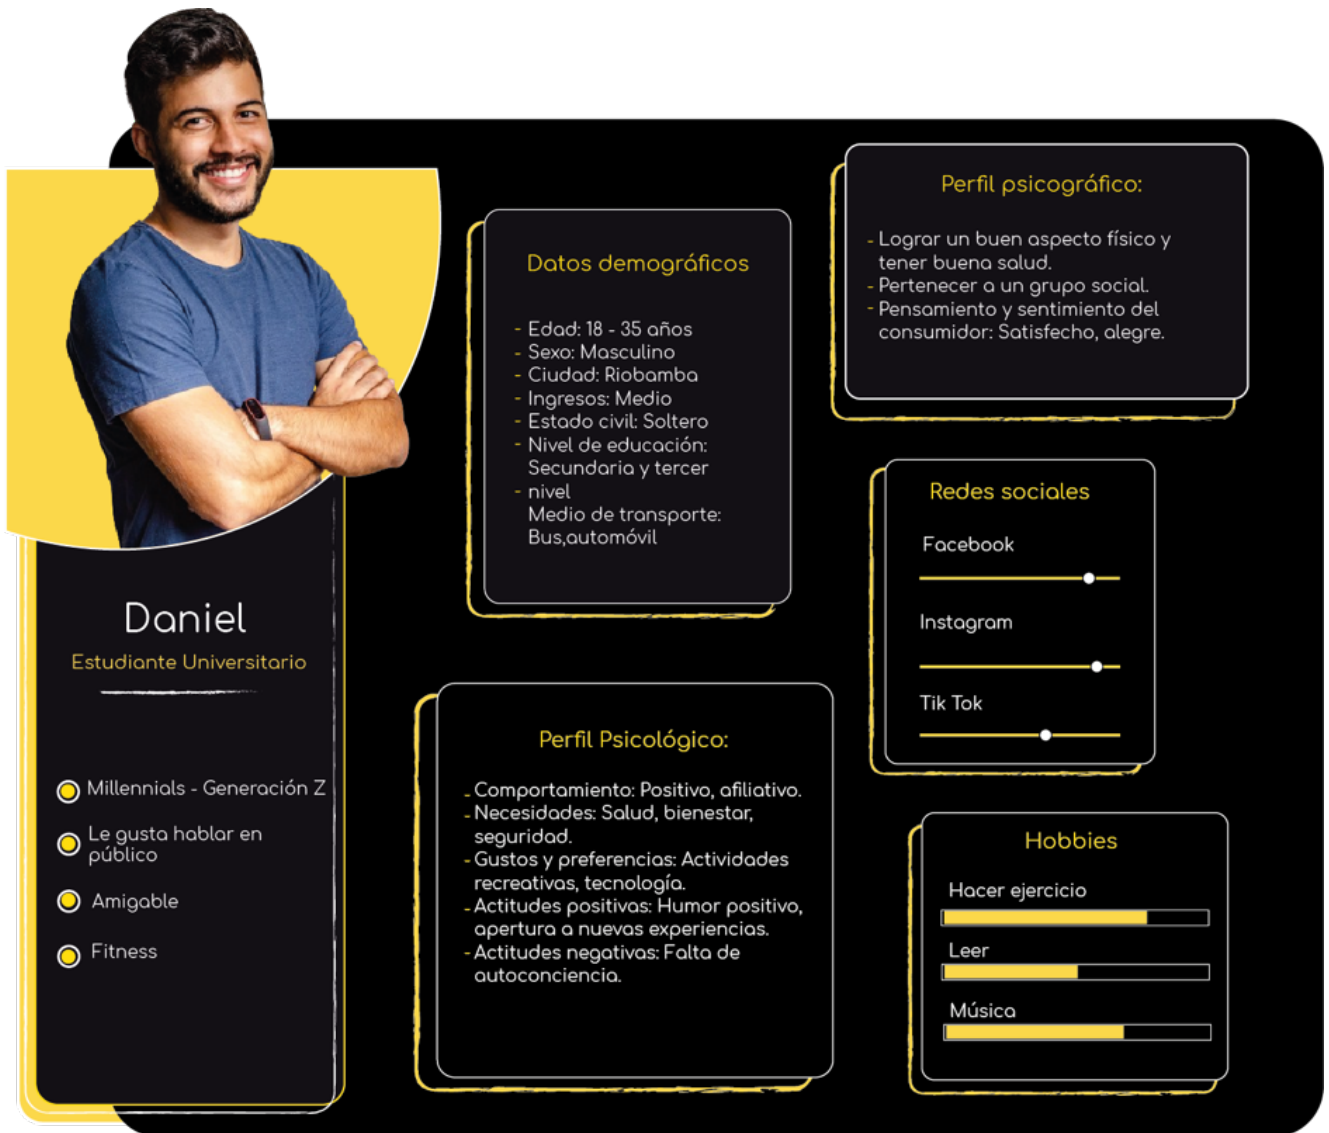 Daniel
Estudiante Universitario
Millennials - Generación Z
Le gusta hablar en
público
Amigable
Fitness
Datos demográficos
- Edad: 18 - 35 años
- Sexo: Masculino
- Ciudad: Riobamba
- Ingresos: Medio
- Estado civil: Soltero
- Nivel de educación:
Secundaria y tercer
- nivel
Medio de transporte:
Bus,automóvil
Perfil Psicológico:
- Comportamiento: Positivo, afiliativo.
- Necesidades: Salud, bienestar,
seguridad.
- Gustos y preferencias: Actividades
recreativas, tecnología.
- Actitudes positivas: Humor positivo,
apertura a nuevas experiencias.
- Actitudes negativas: Falta de
autoconciencia.
Perfil psicográfico:
- Lograr un buen aspecto físico y
tener buena salud.
- Pertenecer a un grupo social.
- Pensamiento y sentimiento del
consumidor: Satisfecho, alegre.
Redes sociales
Facebook
Instagram
Tik Tok
Hobbies
Hacer ejercicio
Leer
Música